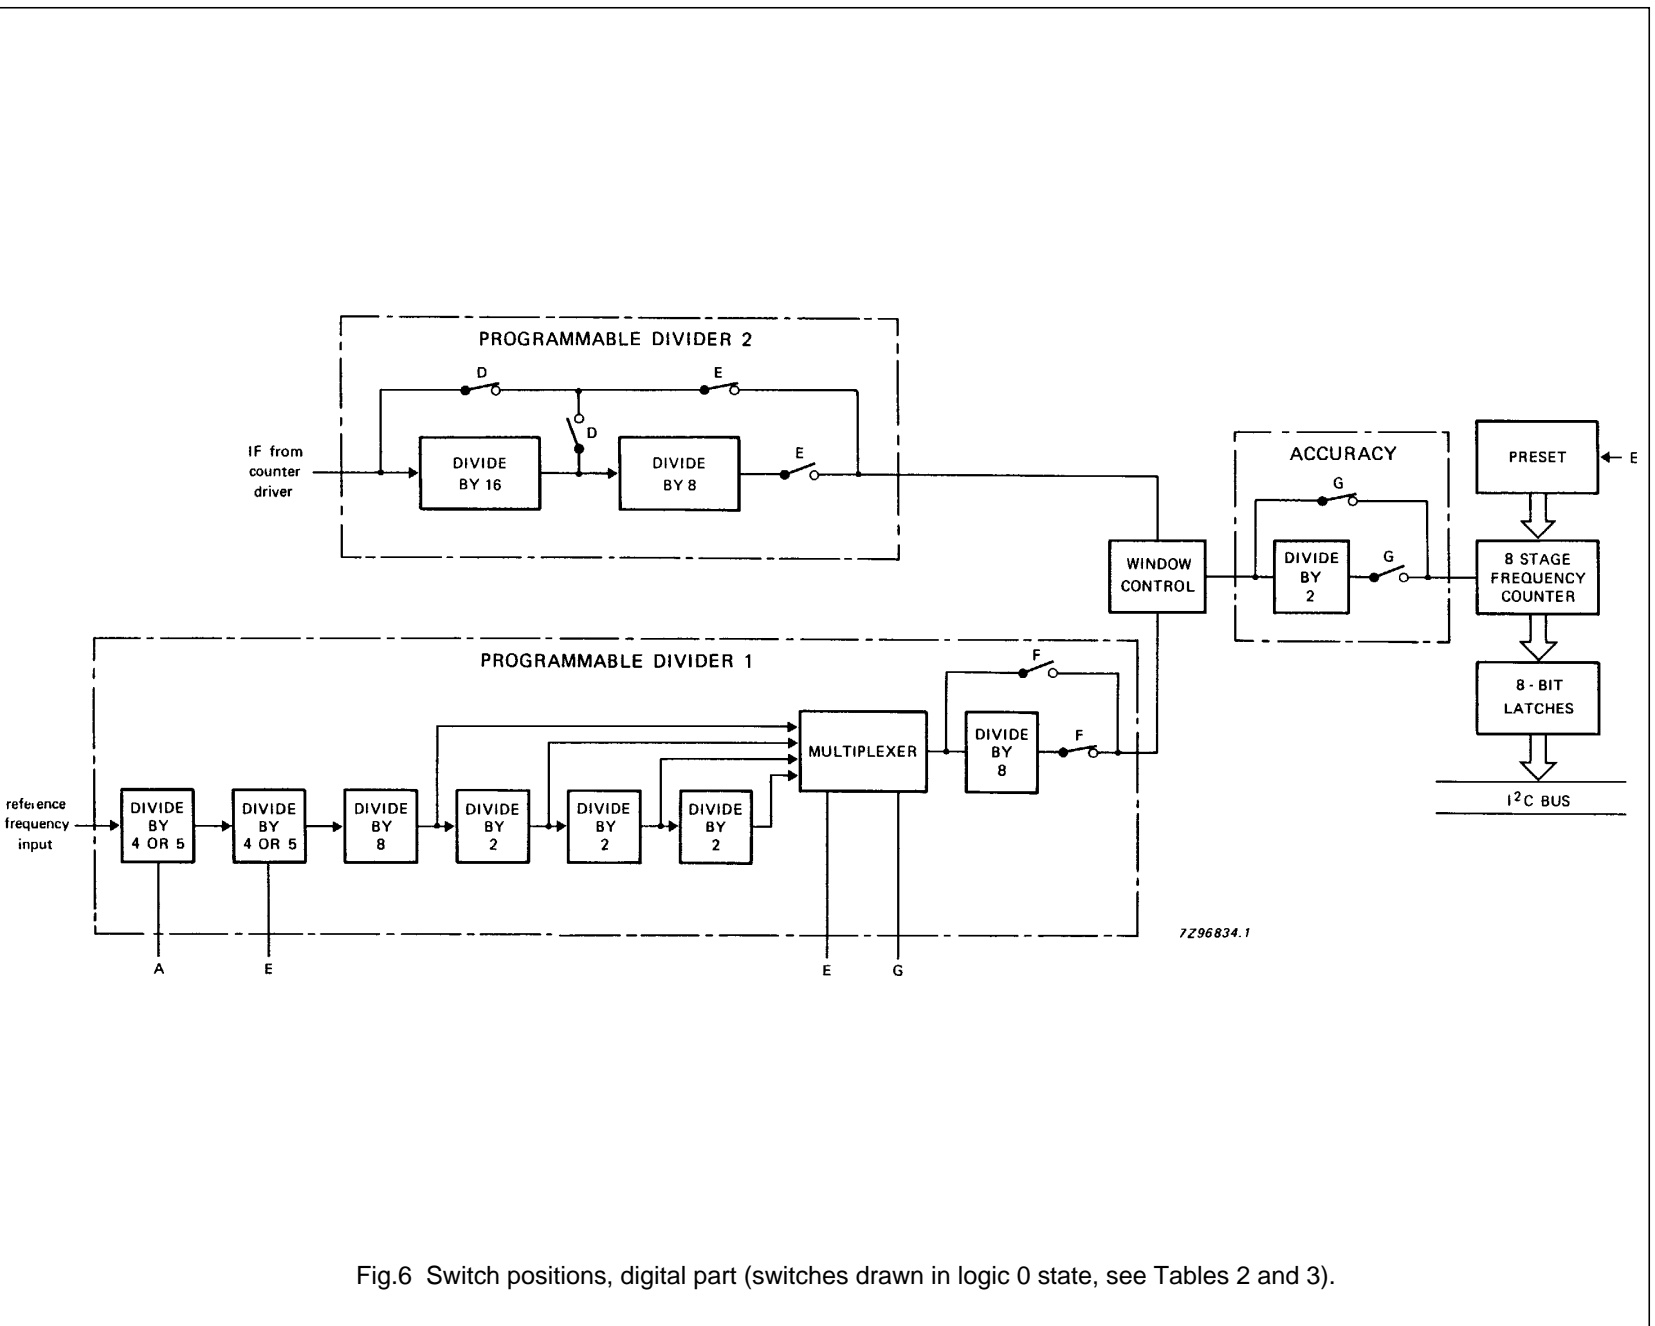 PROGRAMMABLE DIVIDER 2
D
E
D
E
IF from
counter
driver
DIVIDE
BY 16
DIVIDE
BY 8
ACCURACY
G
G
DIVIDE
BY
2
PRESET
E
WINDOW
CONTROL
8 STAGE
FREQUENCY
COUNTER
8-BIT
LATCHES
I²C BUS
PROGRAMMABLE DIVIDER 1
F
F
MULTIPLEXER
DIVIDE
BY
8
reference
frequency
input
DIVIDE
BY
4 OR 5
DIVIDE
BY
4 OR 5
DIVIDE
BY
8
DIVIDE
BY
2
DIVIDE
BY
2
DIVIDE
BY
2
A
E
E
G
7Z96834.1
Fig.6 Switch positions, digital part (switches drawn in logic 0 state, see Tables 2 and 3).